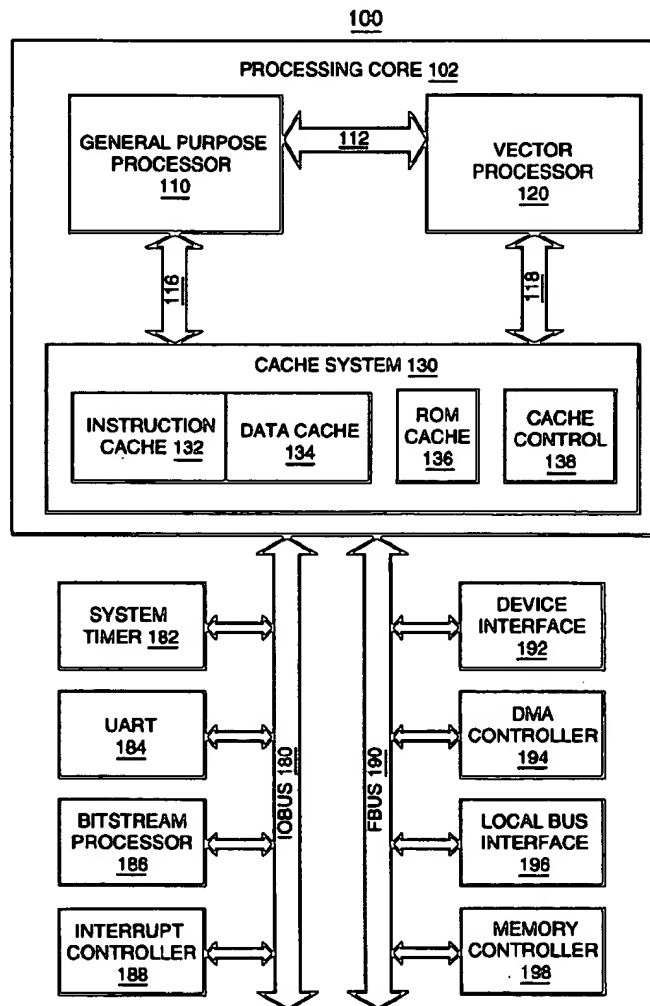 100
PROCESSING CORE 102
GENERAL PURPOSE
PROCESSOR
110
112
VECTOR
PROCESSOR
120
116
118
CACHE SYSTEM 130
INSTRUCTION
CACHE 132
DATA CACHE
134
ROM
CACHE
136
CACHE
CONTROL
138
SYSTEM
TIMER 182
UART
184
BITSTREAM
PROCESSOR
186
INTERRUPT
CONTROLLER
188
IOBUS 180
FBUS 190
DEVICE
INTERFACE
192
DMA
CONTROLLER
194
LOCAL BUS
INTERFACE
196
MEMORY
CONTROLLER
198